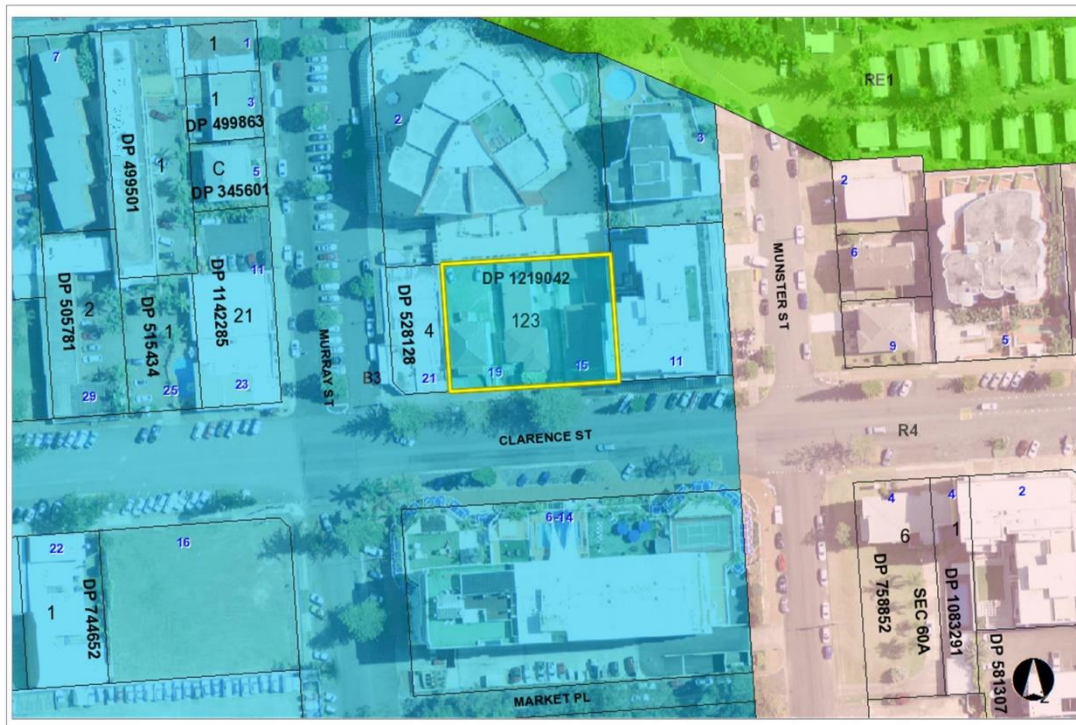 7
1
1
1
3
DP 499863
DP 499501
1
C
5
DP 345601
2
3
RE1
2
6
MUNSTER ST
DP 1219042
11
DP 1142285
21
DP 505781
2
DP 515434
1
MURRAY ST
DP 528128
4
123
19
15
11
9
5
B3
21
23
25
29
CLARENCE ST
R4
6-14
4
4
2
6
1
22
16
DP 744652
1
DP 758852
SEC 60A
DP 1083291
DP 581307
MARKET PL